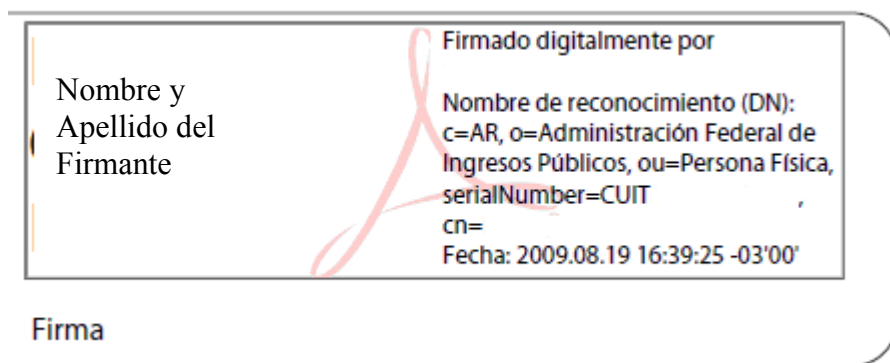 Nombre y
Apellido del
Firmante
Firmado digitalmente por
Nombre de reconocimiento (DN):
c=AR, o=Administración Federal de
Ingresos Públicos, ou=Persona Física,
serialNumber=CUIT ,
cn=
Fecha: 2009.08.19 16:39:25 -03'00'
Firma